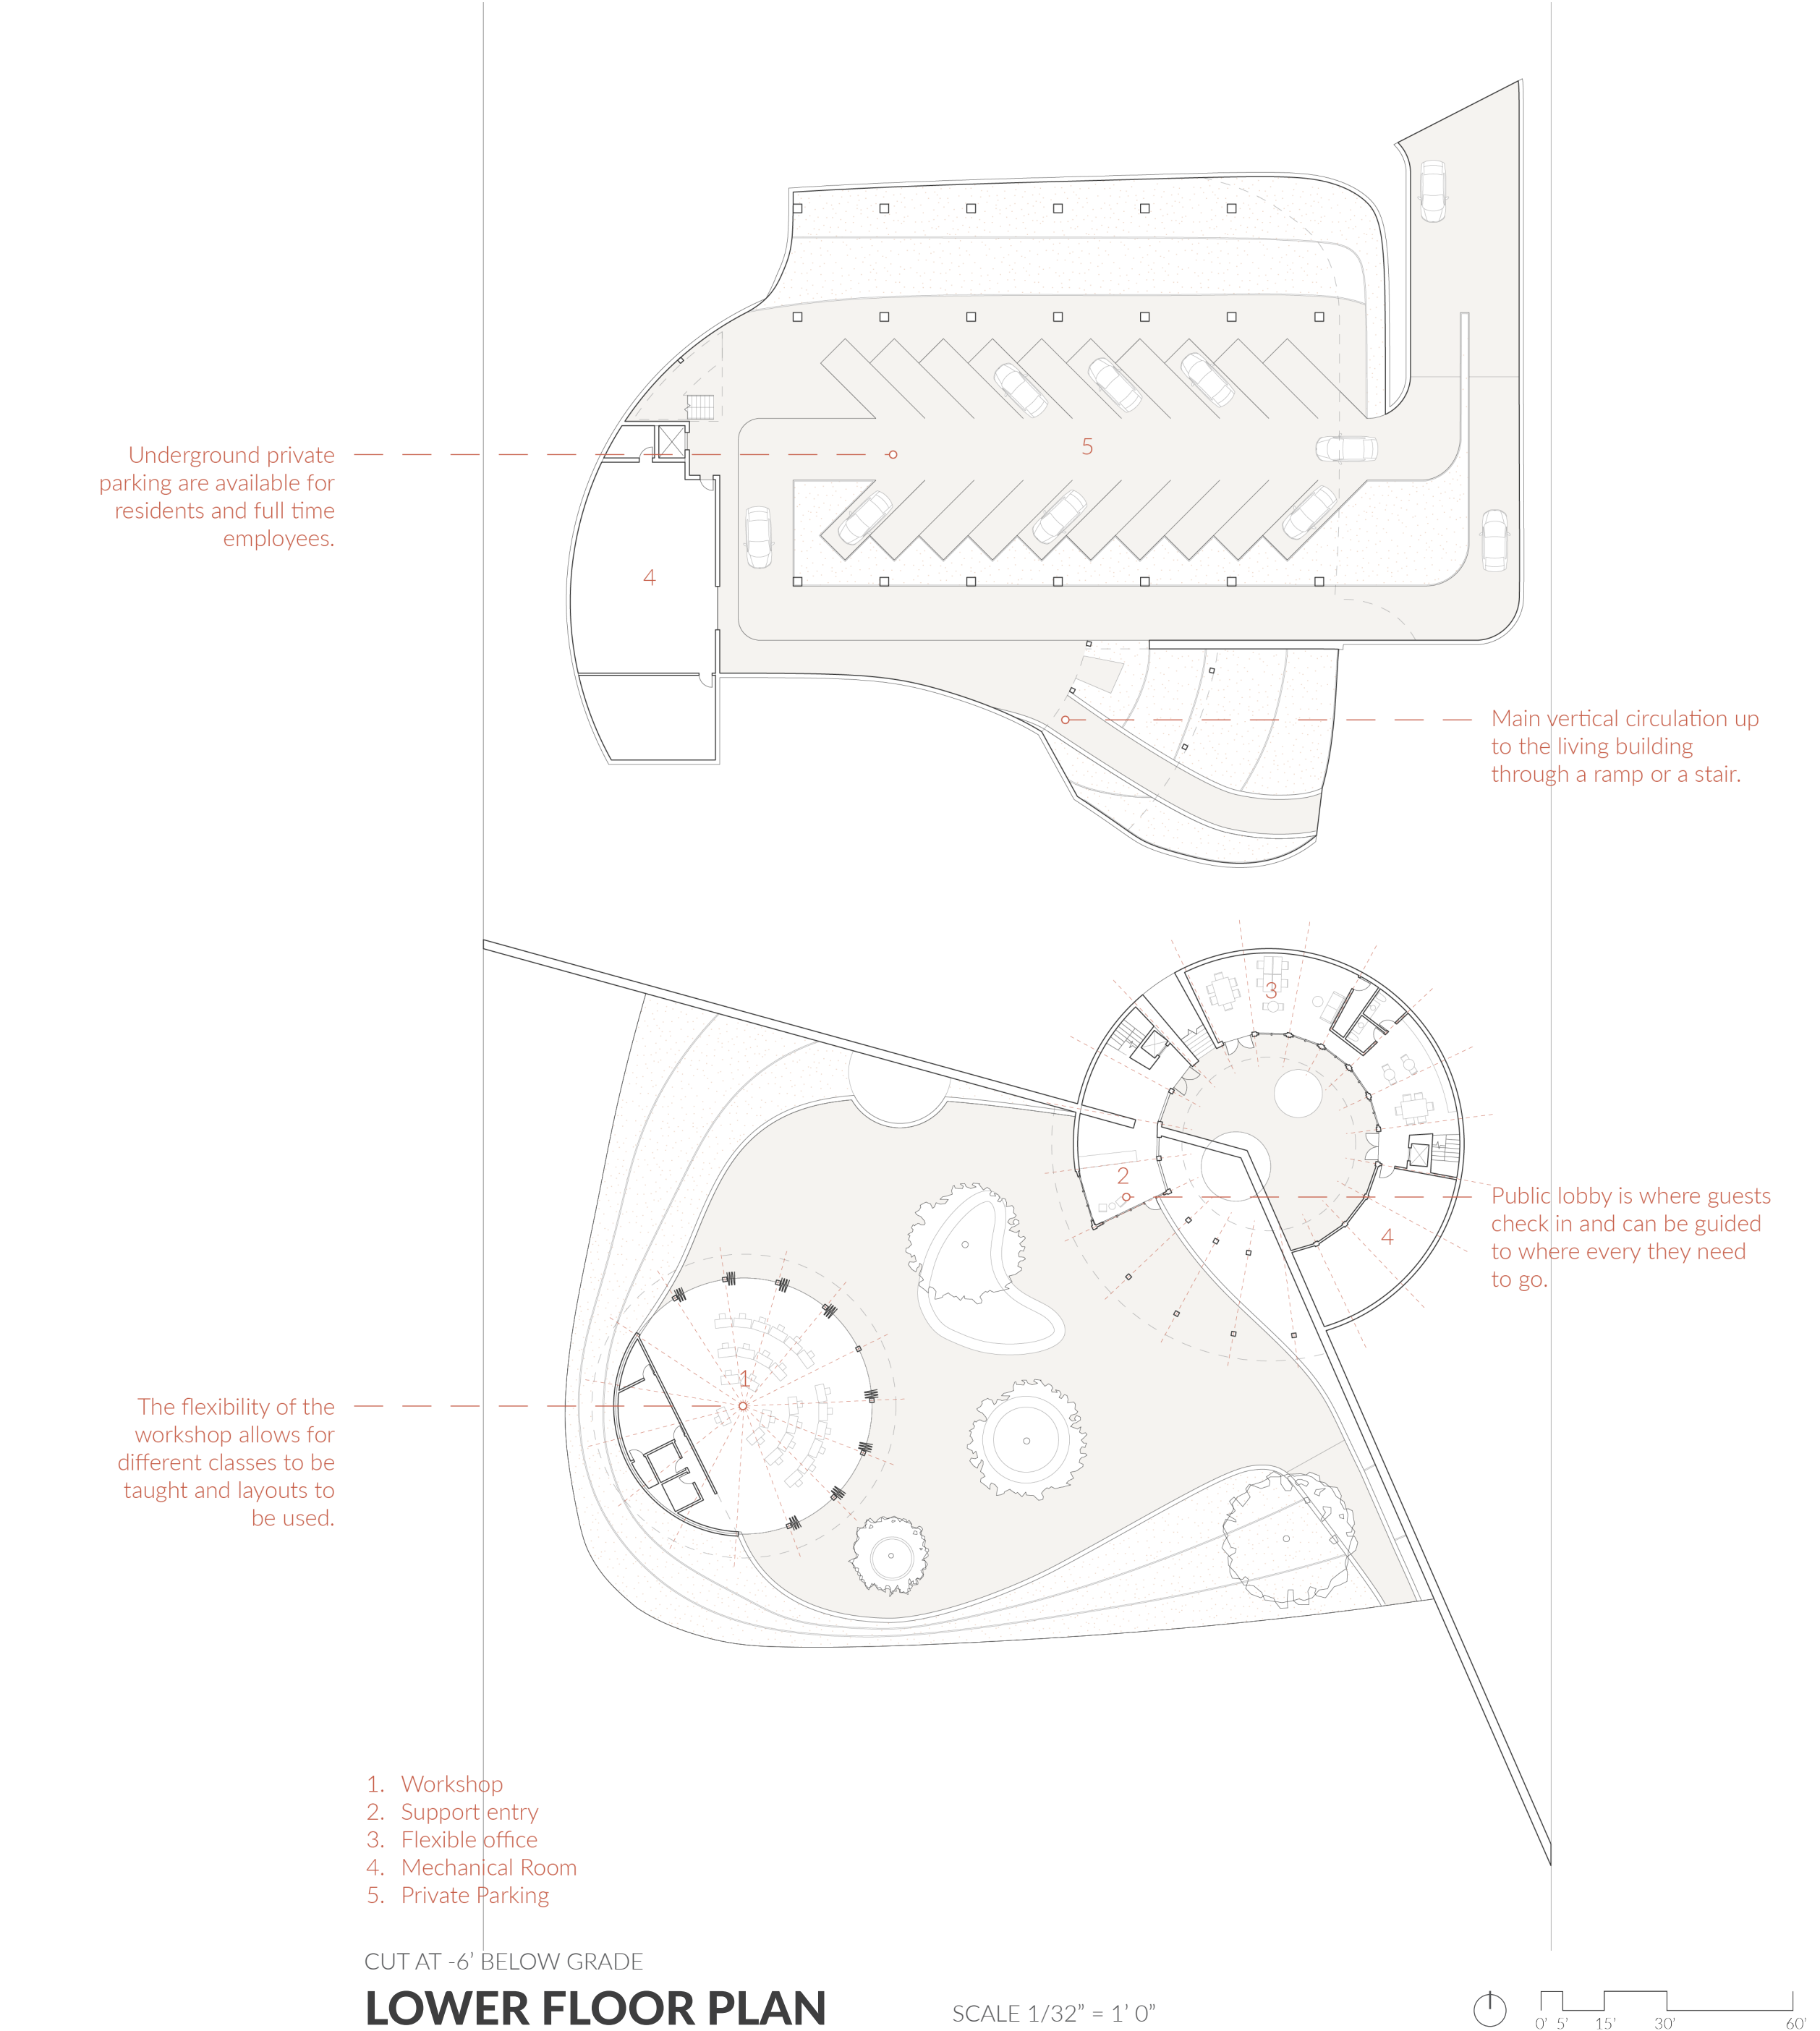 5
Underground private
parking are available for
residents and full time
employees.
4
Main vertical circulation up
to the living building
through a ramp or a stair.
3
2
Public lobby is where guests
check in and can be guided
to where every they need
to go.
4
1
The flexibility of the
workshop allows for
different classes to be
taught and layouts to
be used.
1. Workshop
2. Support entry
3. Flexible office
4. Mechanical Room
5. Private Parking
CUT AT -6’ BELOW GRADE
LOWER FLOOR PLAN
SCALE 1/32” = 1’ 0”
0’ 5’ 15’ 30’ 60’